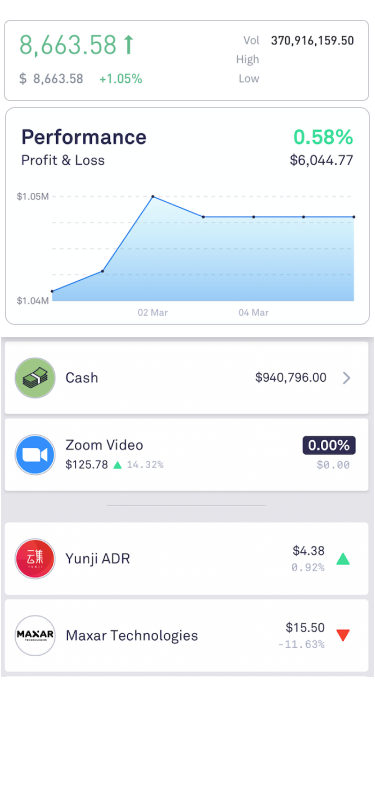 8,663.58 ↑
Vol 370,916,159.50
High
$ 8,663.58 +1.05%
Low
Performance 0.58%
Profit & Loss $6,044.77
$1.05M
$1.04M
02 Mar 04 Mar
Cash $940,796.00
Zoom Video 0.00%
$125.78 ▲ 14.32% $0.00
云集
YUNJI
Yunji ADR
$4.38
0.92%
MAXAR
TECHNOLOGIES
Maxar Technologies
$15.50
-11.63%